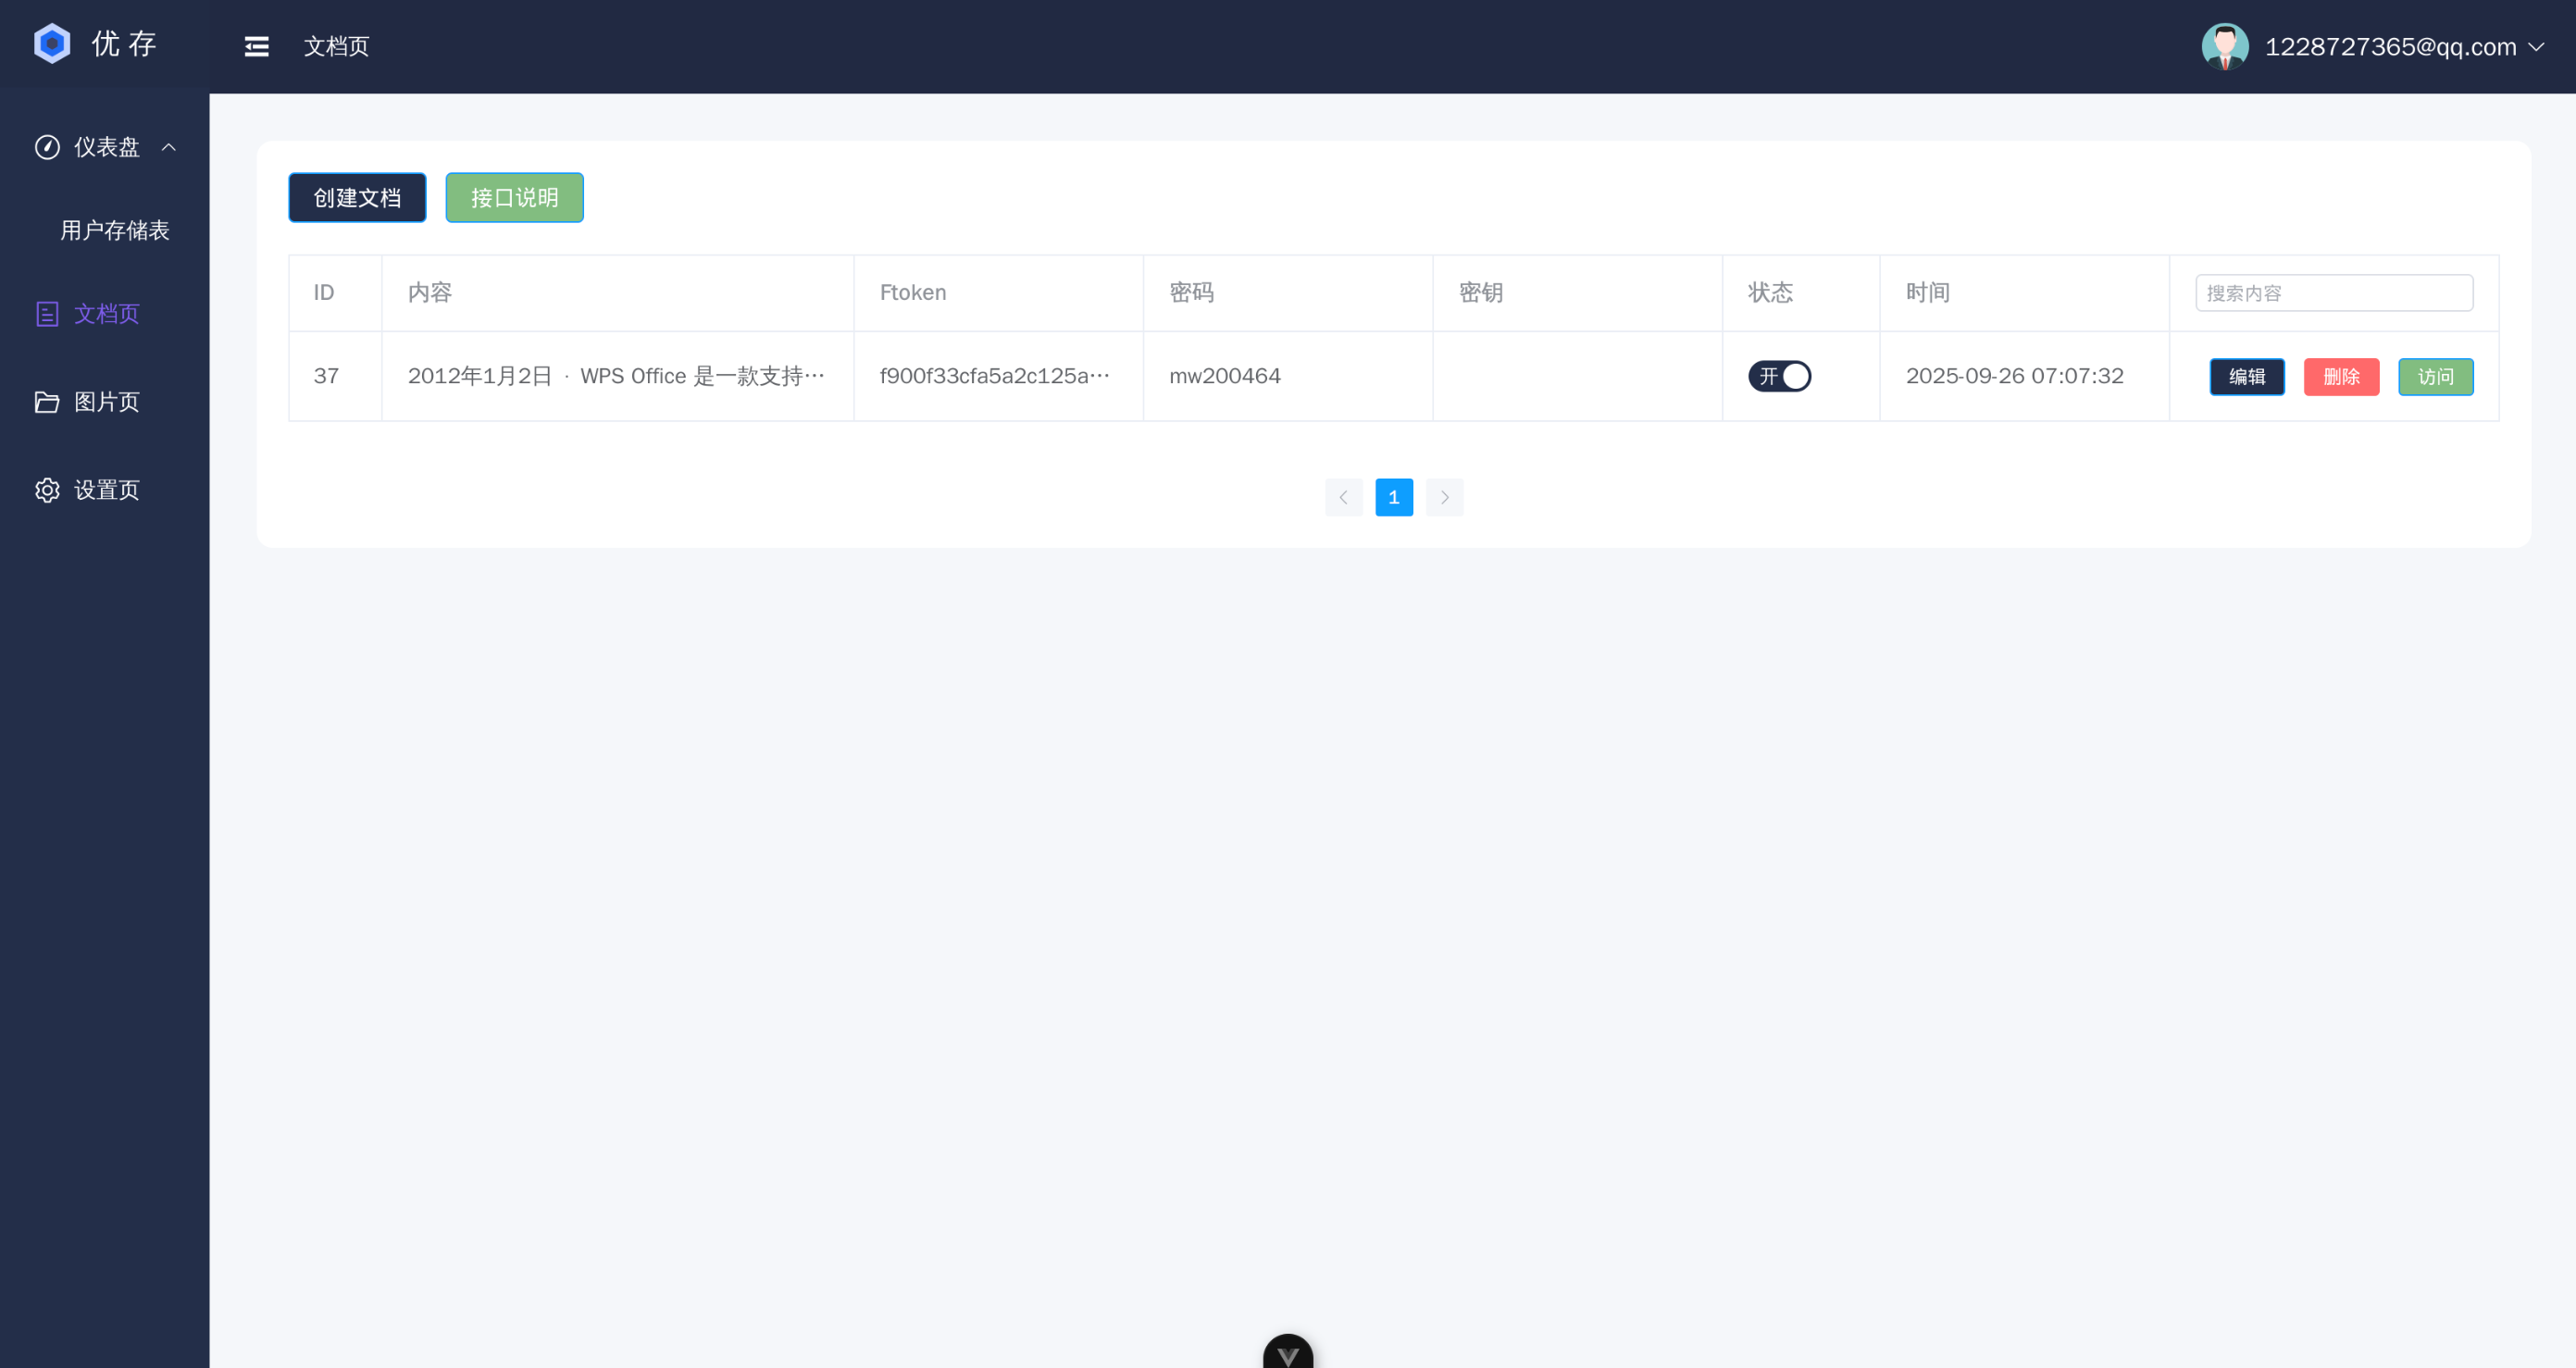 优存
文档页
1228727365@qq.com
仪表盘
用户存储表
文档页
图片页
设置页
创建文档 接口说明
ID 内容 Ftoken 密码 密钥 状态 时间 搜索内容
37 2012年1月2日 · WPS Office 是一款支持… f900f33cfa5a2c125a… mw200464 开 2025-09-26 07:07:32 编辑 删除 访问
1